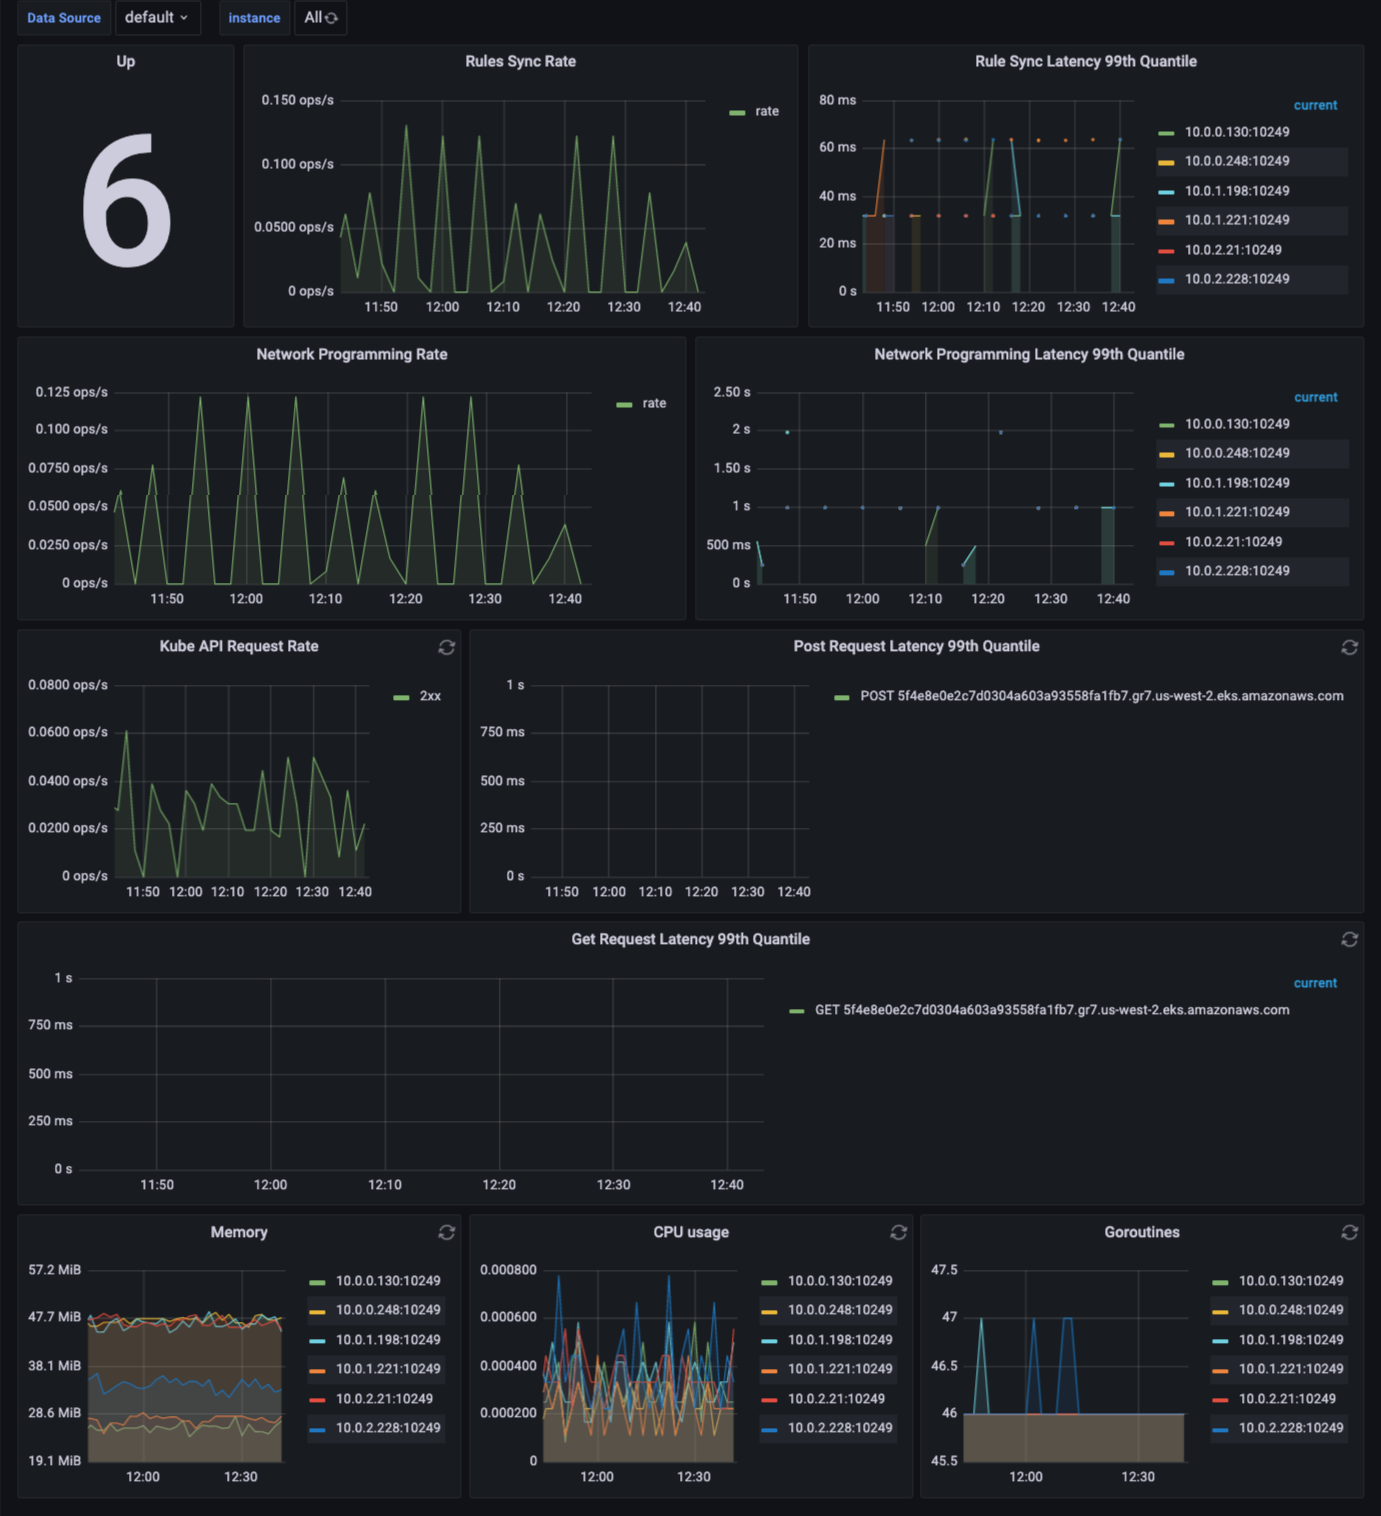 Data Source default instance All
Up
6
Rules Sync Rate
0.150 ops/s
0.100 ops/s
0.0500 ops/s
0 ops/s
11:50 12:00 12:10 12:20 12:30 12:40
rate
Rule Sync Latency 99th Quantile
80 ms
60 ms
40 ms
20 ms
0 s
11:50 12:00 12:10 12:20 12:30 12:40
current
10.0.0.130:10249
10.0.0.248:10249
10.0.1.198:10249
10.0.1.221:10249
10.0.2.21:10249
10.0.2.228:10249
Network Programming Rate
0.125 ops/s
0.100 ops/s
0.0750 ops/s
0.0500 ops/s
0.0250 ops/s
0 ops/s
11:50 12:00 12:10 12:20 12:30 12:40
rate
Network Programming Latency 99th Quantile
2.50 s
2 s
1.50 s
1 s
500 ms
0 s
11:50 12:00 12:10 12:20 12:30 12:40
current
10.0.0.130:10249
10.0.0.248:10249
10.0.1.198:10249
10.0.1.221:10249
10.0.2.21:10249
10.0.2.228:10249
Kube API Request Rate
0.0800 ops/s
0.0600 ops/s
0.0400 ops/s
0.0200 ops/s
0 ops/s
11:50 12:00 12:10 12:20 12:30 12:40
2xx
Post Request Latency 99th Quantile
1 s
750 ms
500 ms
250 ms
0 s
11:50 12:00 12:10 12:20 12:30 12:40
POST 5f4e8e0e2c7d0304a603a93558fa1fb7.gr7.us-west-2.eks.amazonaws.com
Get Request Latency 99th Quantile
1 s
750 ms
500 ms
250 ms
0 s
11:50 12:00 12:10 12:20 12:30 12:40
current
GET 5f4e8e0e2c7d0304a603a93558fa1fb7.gr7.us-west-2.eks.amazonaws.com
Memory
57.2 MiB
47.7 MiB
38.1 MiB
28.6 MiB
19.1 MiB
12:00 12:30
10.0.0.130:10249
10.0.0.248:10249
10.0.1.198:10249
10.0.1.221:10249
10.0.2.21:10249
10.0.2.228:10249
CPU usage
0.000800
0.000600
0.000400
0.000200
0
12:00 12:30
10.0.0.130:10249
10.0.0.248:10249
10.0.1.198:10249
10.0.1.221:10249
10.0.2.21:10249
10.0.2.228:10249
Goroutines
47.5
47
46.5
46
45.5
12:00 12:30
10.0.0.130:10249
10.0.0.248:10249
10.0.1.198:10249
10.0.1.221:10249
10.0.2.21:10249
10.0.2.228:10249